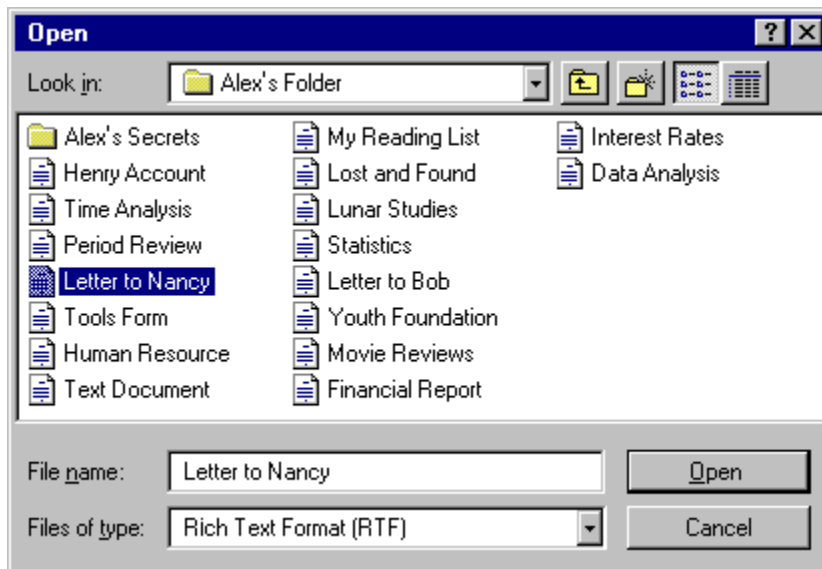 Open
Look in: Alex's Folder
Alex's Secrets
Henry Account
Time Analysis
Period Review
Letter to Nancy
Tools Form
Human Resource
Text Document
My Reading List
Lost and Found
Lunar Studies
Statistics
Letter to Bob
Youth Foundation
Movie Reviews
Financial Report
Interest Rates
Data Analysis
File name: Letter to Nancy
Open
Files of type: Rich Text Format (RTF)
Cancel